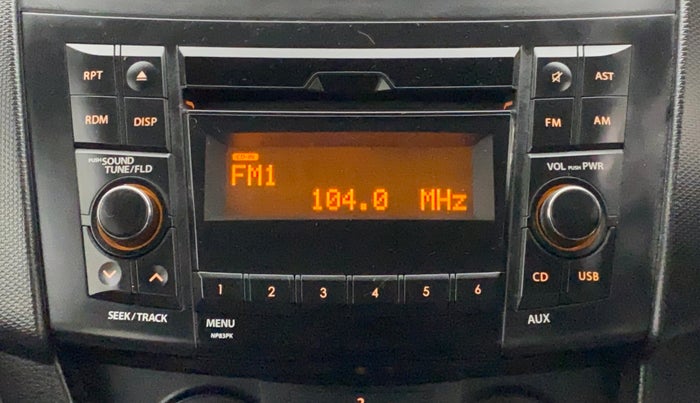 RPT
AST
RDM
DISP
FM
AM
PUSH SOUND
TUNE/FLD
VOL PUSH PWR
FM1
104.0 MHz
CD
USB
1 2 3 4 5 6
SEEK/TRACK
MENU
AUX
NP83PK